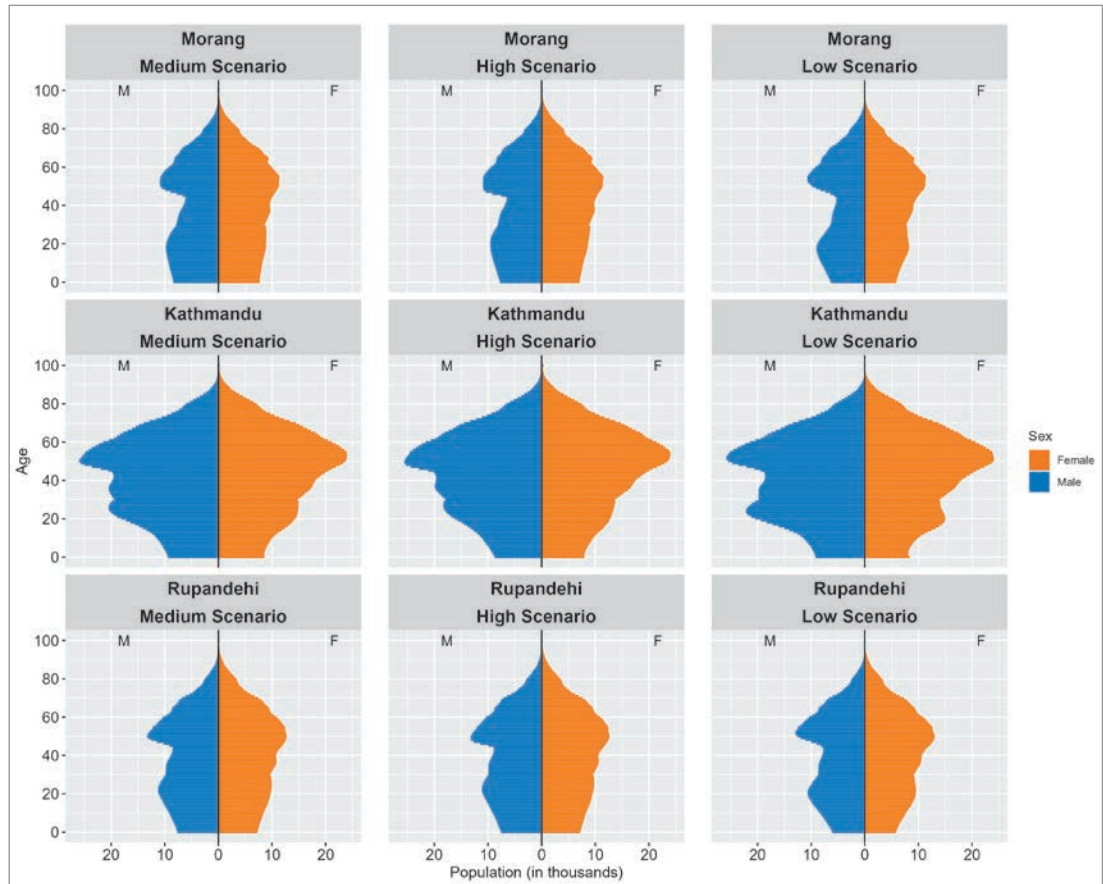 Morang
Medium Scenario
Morang
High Scenario
Morang
Low Scenario
100
80
60
40
20
0
M
F
M
F
M
F
Kathmandu
Medium Scenario
Kathmandu
High Scenario
Kathmandu
Low Scenario
100
80
60
40
20
0
M
F
M
F
M
F
Age
Sex
Female
Male
Rupandehi
Medium Scenario
Rupandehi
High Scenario
Rupandehi
Low Scenario
100
80
60
40
20
0
M
F
M
F
M
F
20 10 0 10 20
20 10 0 10 20
20 10 0 10 20
Population (in thousands)